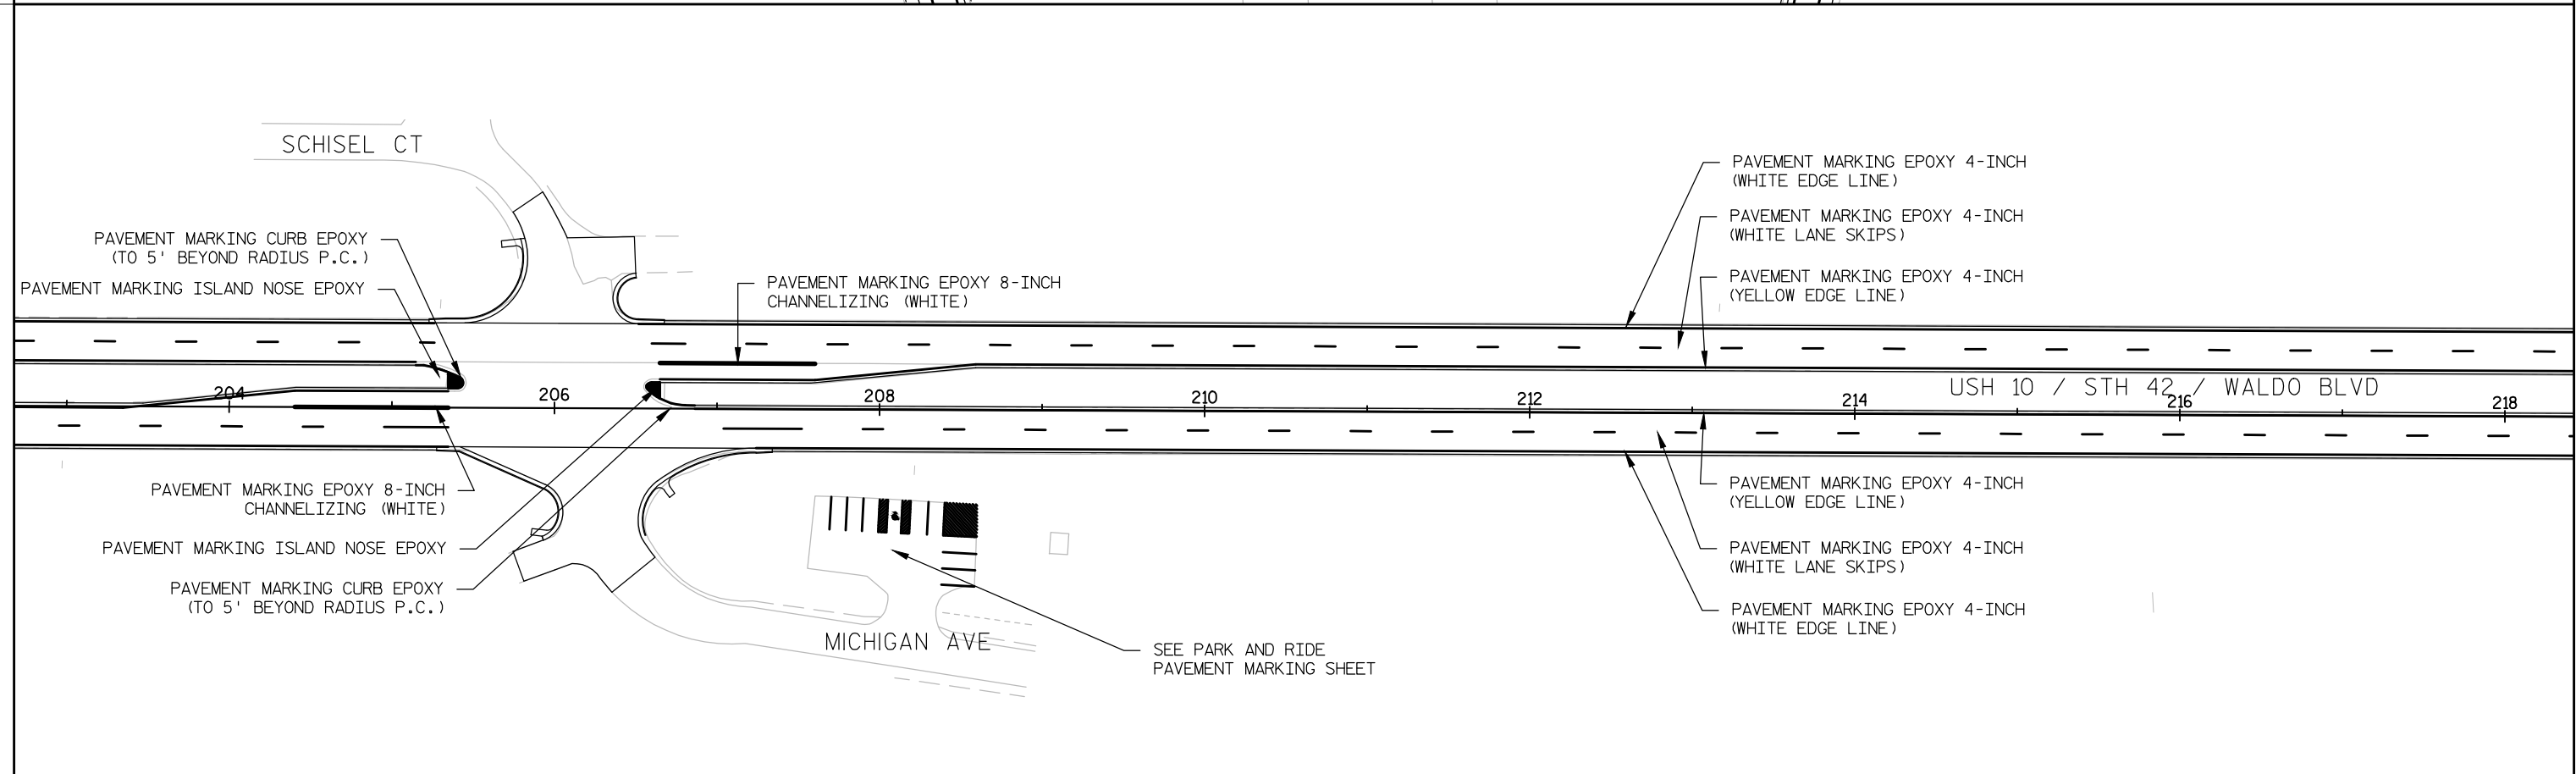 SCHISEL CT
PAVEMENT MARKING CURB EPOXY
(TO 5' BEYOND RADIUS P.C.)
PAVEMENT MARKING ISLAND NOSE EPOXY
PAVEMENT MARKING EPOXY 8-INCH
CHANNELIZING (WHITE)
PAVEMENT MARKING EPOXY 4-INCH
(WHITE EDGE LINE)
PAVEMENT MARKING EPOXY 4-INCH
(WHITE LANE SKIPS)
PAVEMENT MARKING EPOXY 4-INCH
(YELLOW EDGE LINE)
204 206 208 210 212 214 216 218
USH 10 / STH 42 / WALDO BLVD
PAVEMENT MARKING EPOXY 8-INCH
CHANNELIZING (WHITE)
PAVEMENT MARKING ISLAND NOSE EPOXY
PAVEMENT MARKING CURB EPOXY
(TO 5' BEYOND RADIUS P.C.)
MICHIGAN AVE
SEE PARK AND RIDE
PAVEMENT MARKING SHEET
PAVEMENT MARKING EPOXY 4-INCH
(YELLOW EDGE LINE)
PAVEMENT MARKING EPOXY 4-INCH
(WHITE LANE SKIPS)
PAVEMENT MARKING EPOXY 4-INCH
(WHITE EDGE LINE)